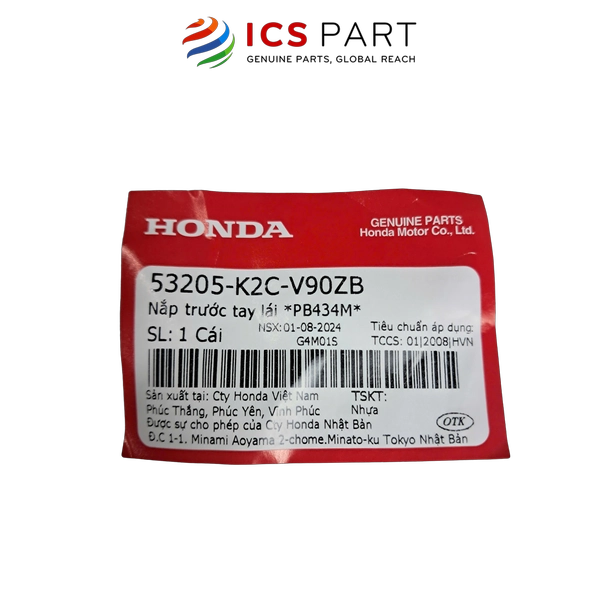 ICS PART
GENUINE PARTS, GLOBAL REACH
HONDA
GENUINE PARTS
Honda Motor Co., Ltd.
53205-K2C-V90ZB
Nắp trước tay lái *PB434M*
SL: 1 Cái
NSX: 01-08-2024
G4M01S
Tiêu chuẩn áp dụng:
TCCS: 01|2008|HVN
Sản xuất tại: Cty Honda Việt Nam
Phúc Thắng, Phúc Yên, Vĩnh Phúc
TSKT:
Nhựa
Được sự cho phép của Cty Honda Nhật Bản
Đ.C 1-1. Minami Aoyama 2-chome.Minato-ku Tokyo Nhật Bản
OTK